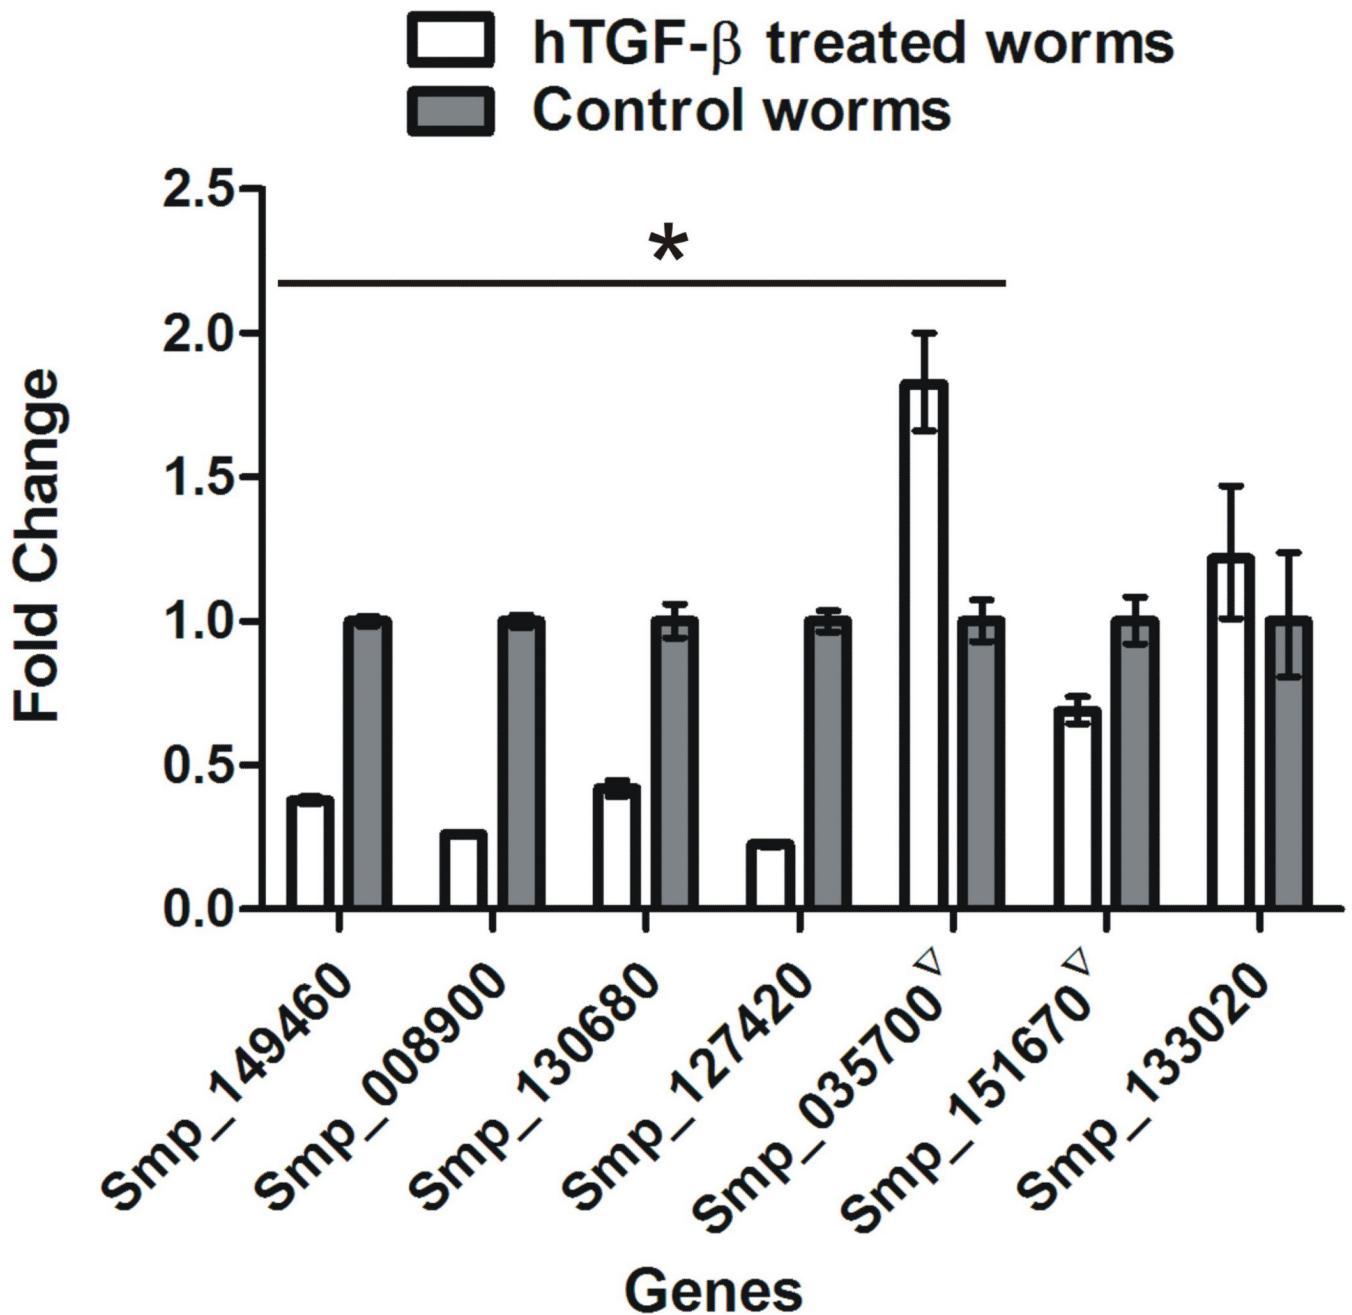 hTGF-β treated worms
Control worms
2.5
*
2.0
1.5
1.0
0.5
0.0
Fold Change
Smp_149460
Smp_008900
Smp_130680
Smp_127420
Smp_035700▽
Smp_151670▽
Smp_133020
Genes